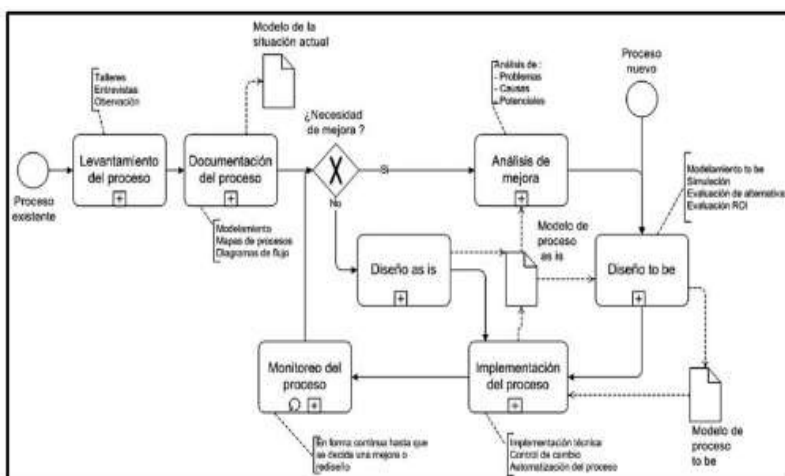 Modelo de la
situación actual
Talleres
Entrevistas
Obervación
¿Necesidad
de mejora ?
Análisis de :
- Problemas
- Causas
- Potenciales
Proceso
nuevo
Proceso
existente
Levantamiento
del proceso
Documentación
del proceso
Si
Análisis de
mejora
Modelamiento to be
Simulación
Evaluación de alternativa
Evaluación ROI
No
Modelamiento
Mapas de procesos
Diagramas de flujo
Diseño as is
Modelo de
proceso
as is
Diseño to be
Monitoreo del
proceso
Implementación
del proceso
Modelo de
proceso
to be
En forma continua hasta que
se decida una mejora o
rediseño
Implementación técnica
Control de cambio
Automatización del proceso